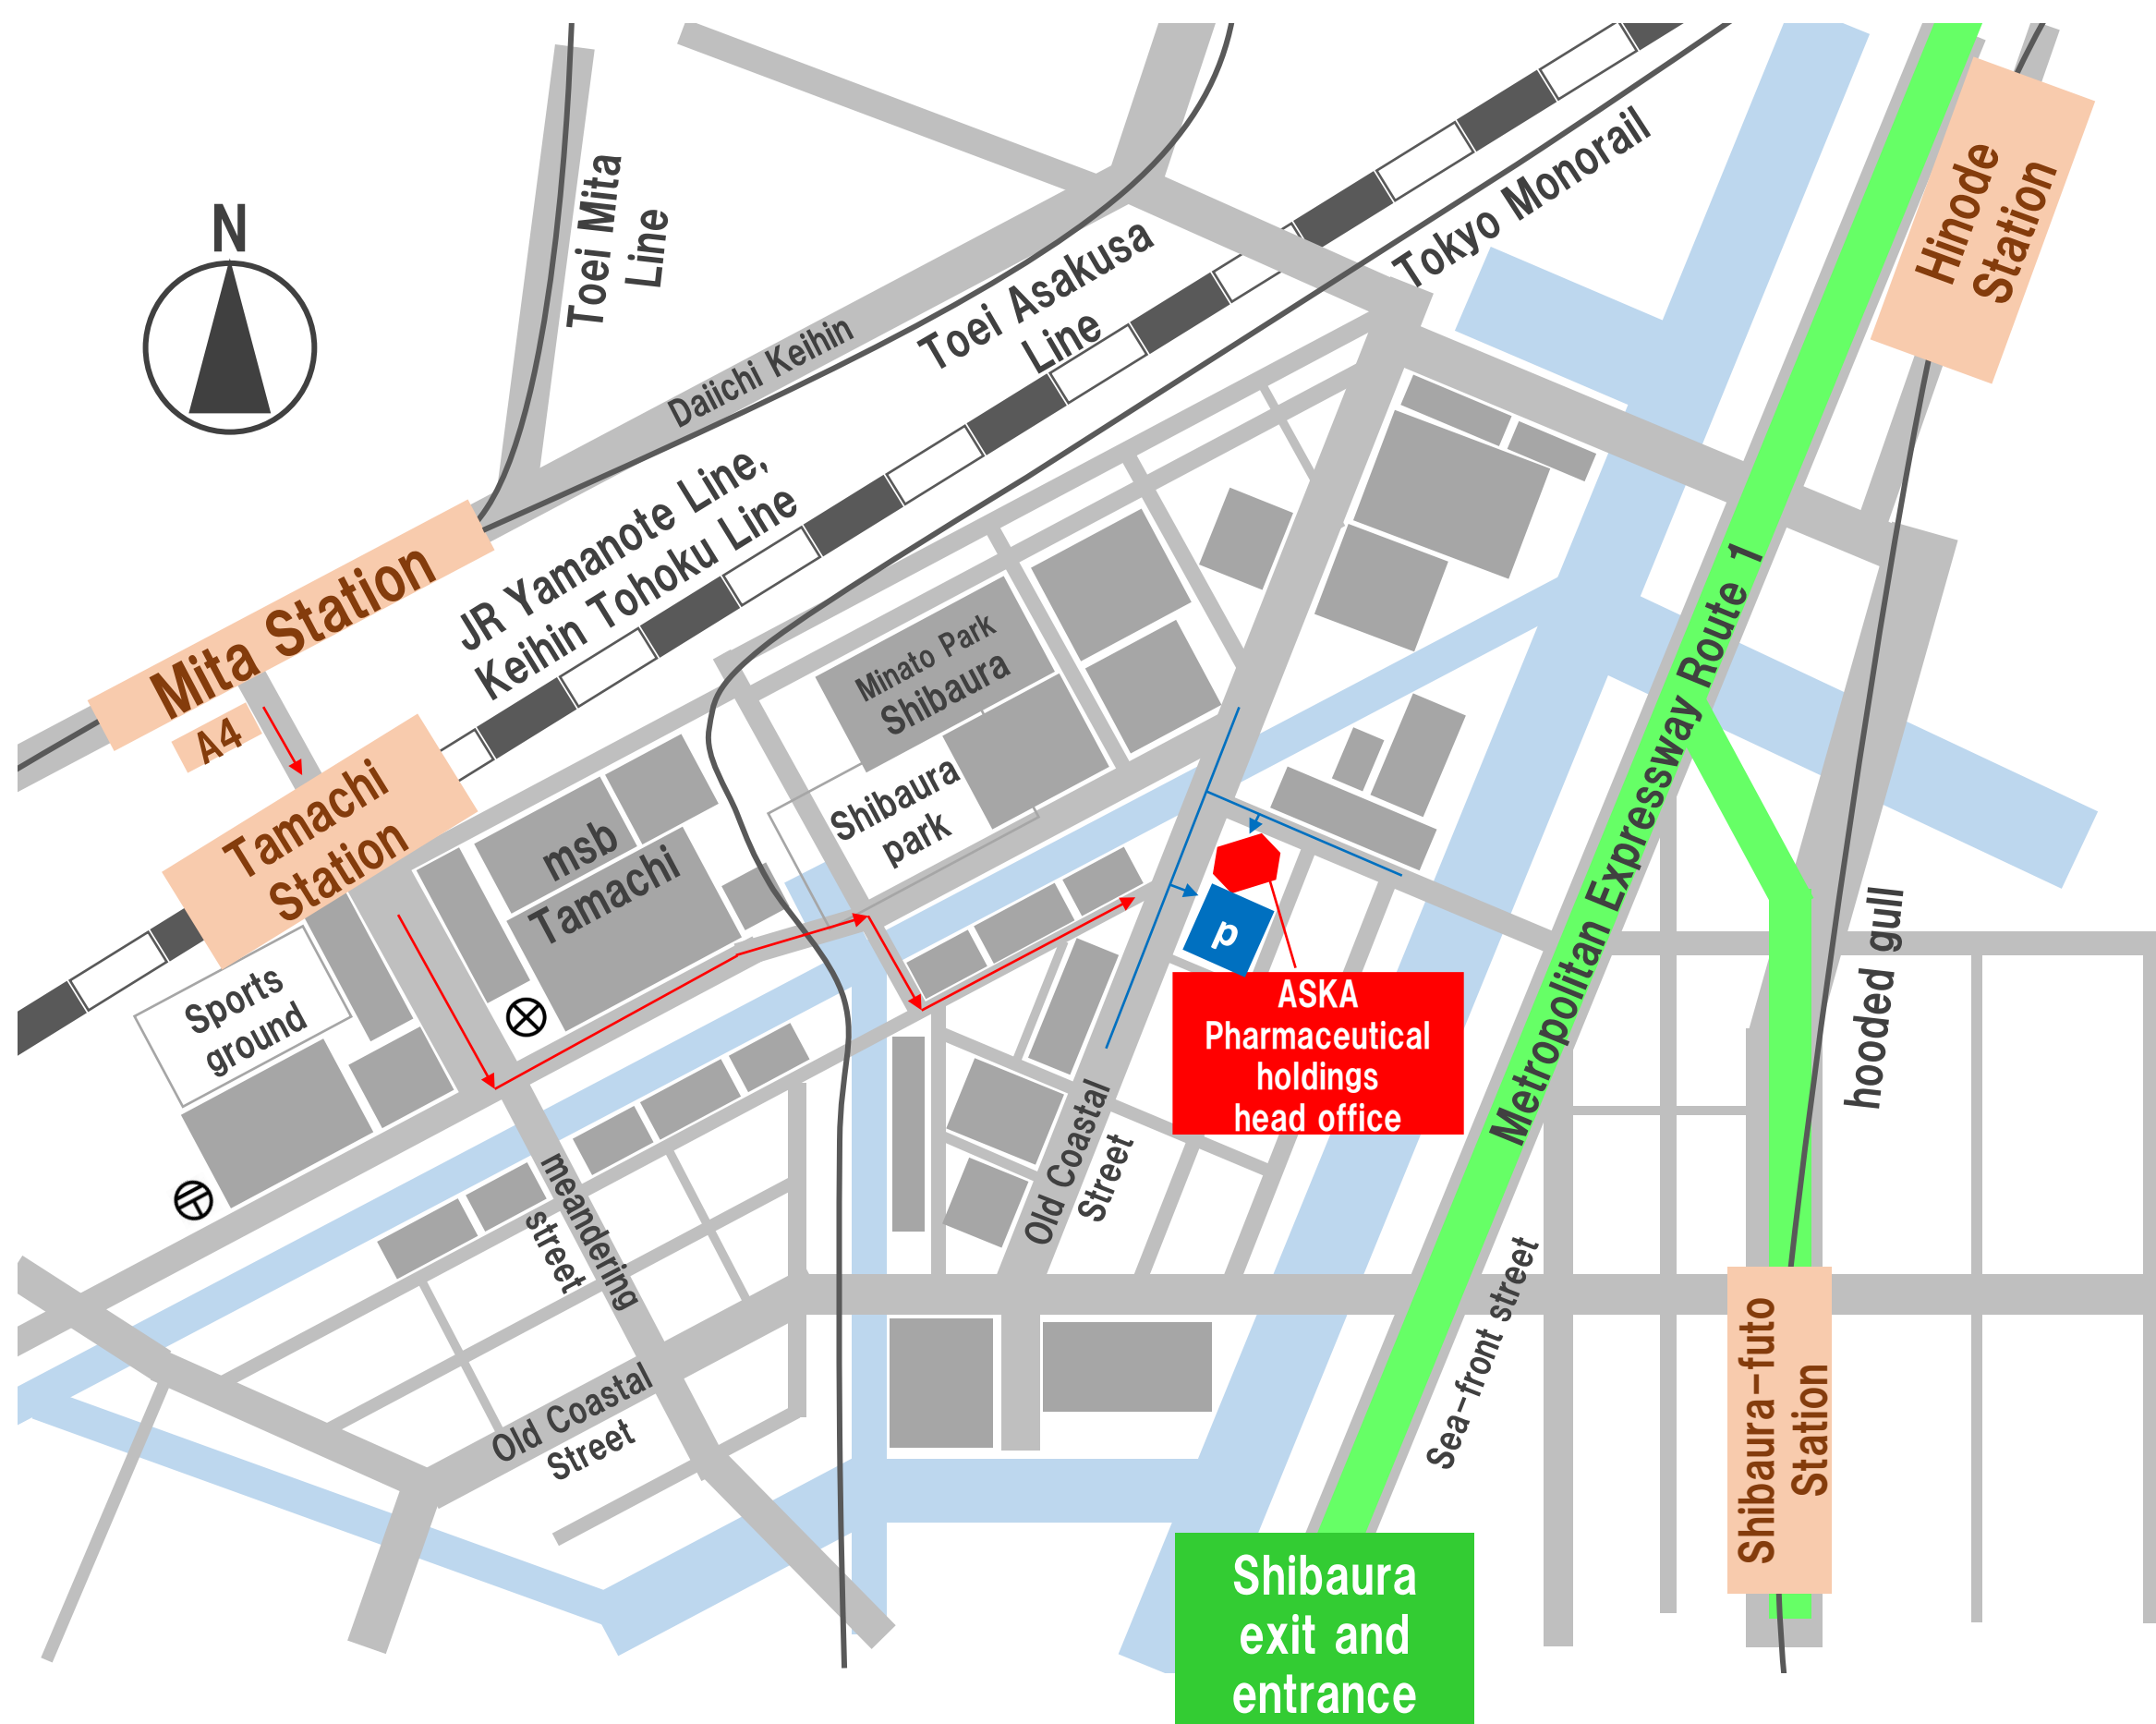 N
Toei Mita
Line
Daiichi Keihin
Toei Asakusa
Line
Tokyo Monorail
Hinode
Station
JR Yamanote Line,
Keihin Tohoku Line
Mita Station
A4
Tamachi
Station
Minato Park
Shibaura
Shibaura
park
msb
Tamachi
Sports
ground
Metropolitan Expressway Route 1
hooded gull
p
ASKA
Pharmaceutical
holdings
head office
Old Coastal
Street
meandering
street
Old Coastal
Street
Sea-front street
Shibaura-futo
Station
Shibaura
exit and
entrance